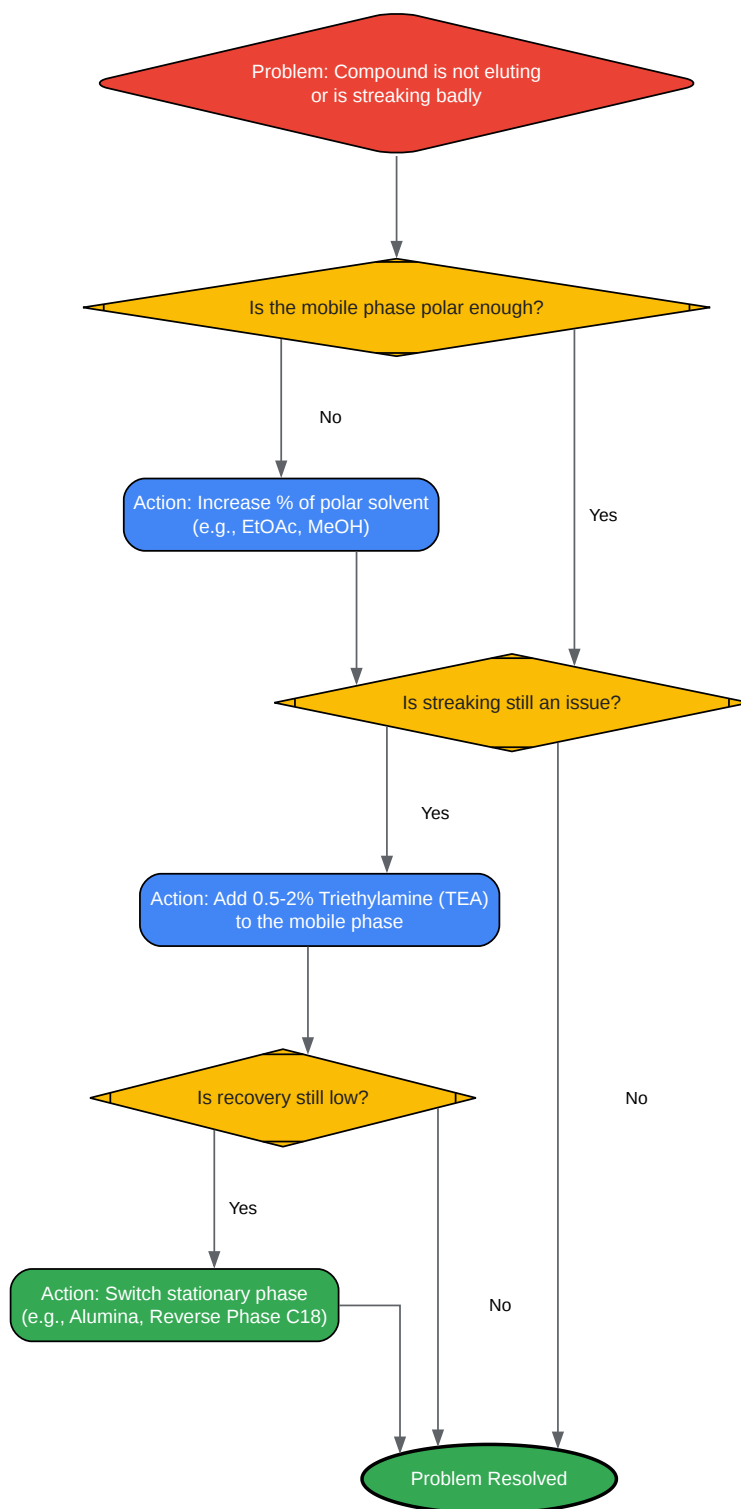 Problem: Compound is not eluting
or is streaking badly
Is the mobile phase polar enough?
No
Action: Increase % of polar solvent
(e.g., EtOAc, MeOH)
Yes
Is streaking still an issue?
Yes
Action: Add 0.5-2% Triethylamine (TEA)
to the mobile phase
Is recovery still low?
No
Yes
Action: Switch stationary phase
(e.g., Alumina, Reverse Phase C18)
No
Problem Resolved